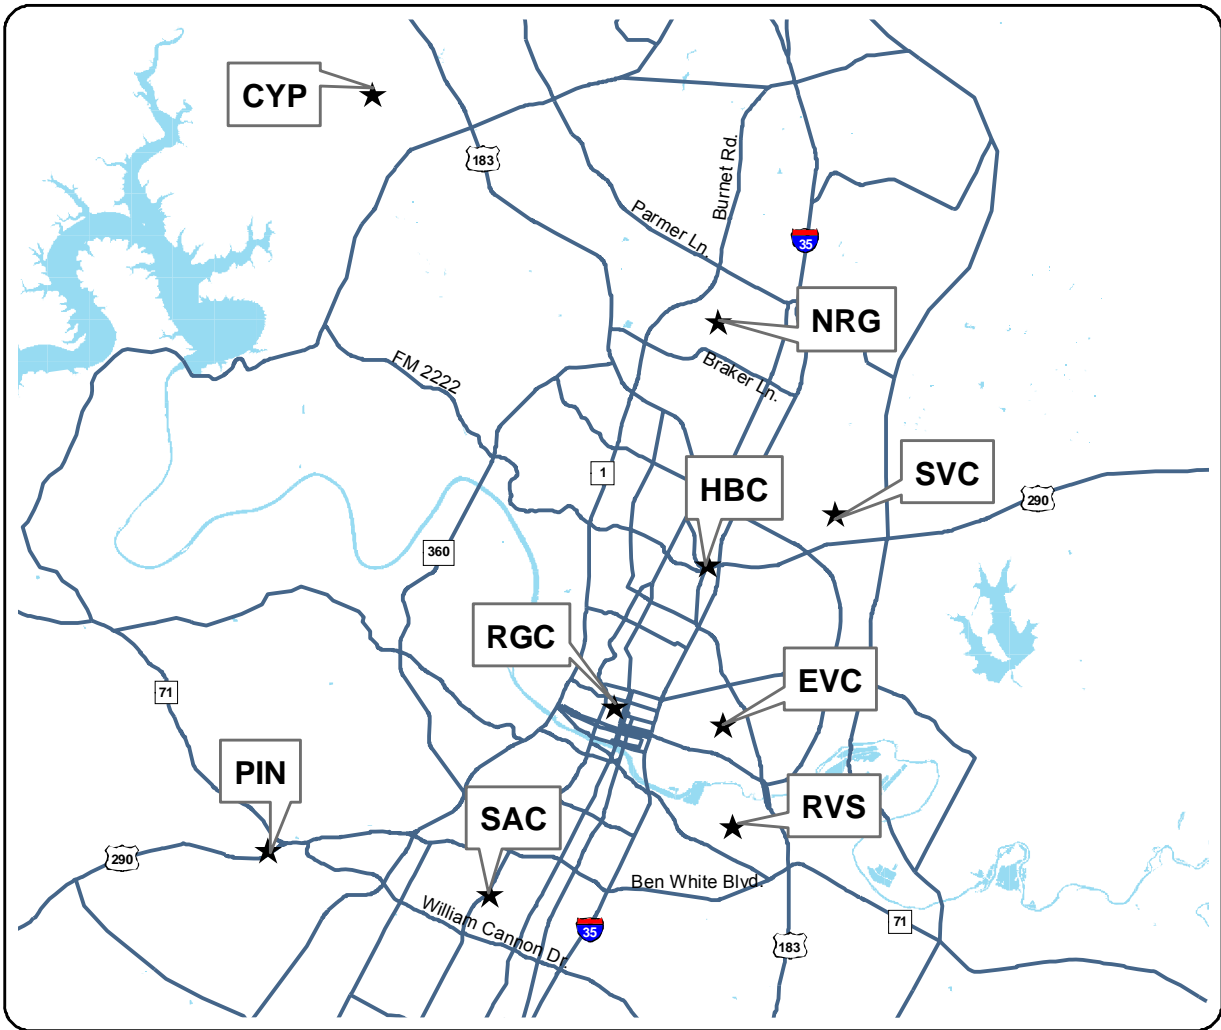 CYP
183
Burnet Rd.
Parmer Ln.
35
NRG
FM 2222
Braker Ln.
1
HBC
SVC
290
360
RGC
EVC
71
PIN
SAC
RVS
290
Ben White Blvd.
William Cannon Dr.
35
71
183